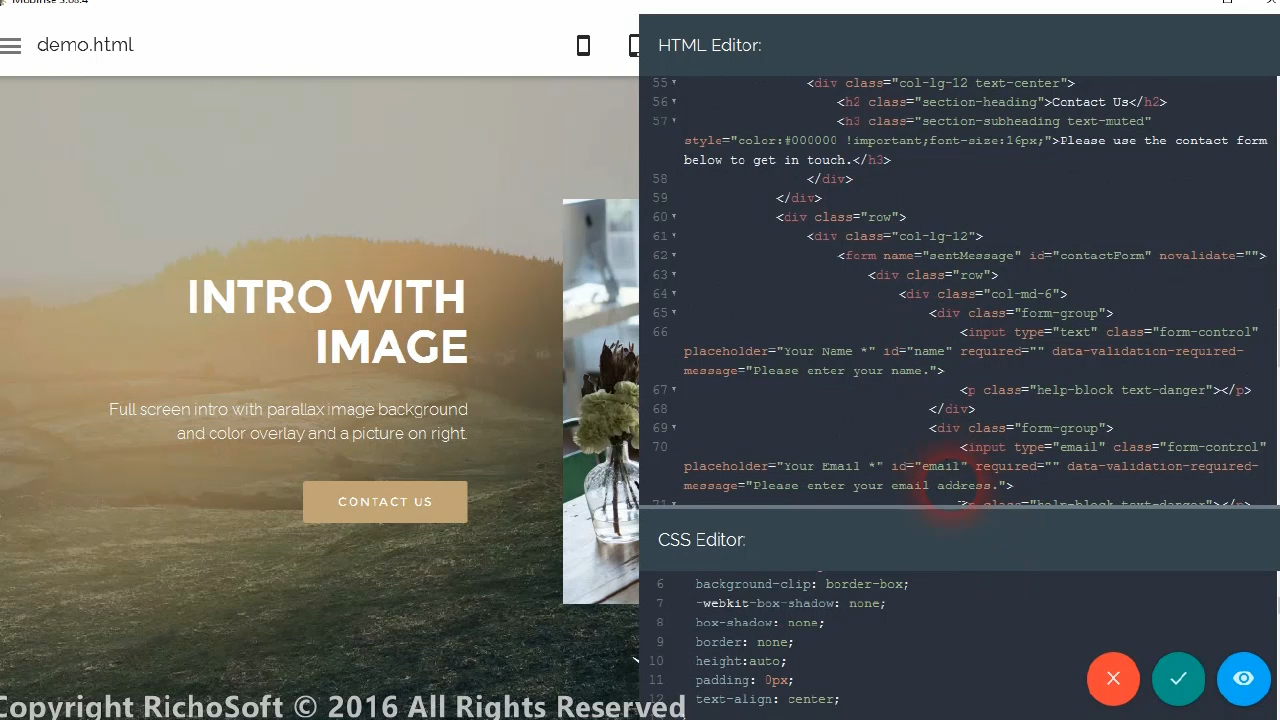 Mobirise 3.08.4
demo.html
HTML Editor:
INTRO WITH
IMAGE
Full screen intro with parallax image background
and color overlay and a picture on right.
CONTACT US
55 <div class="col-lg-12 text-center">
56 <h2 class="section-heading">Contact Us</h2>
57 <h3 class="section-subheading text-muted"
style="color:#000000 !important;font-size:16px;">Please use the contact form
below to get in touch.</h3>
58 </div>
59 </div>
60 <div class="row">
61 <div class="col-lg-12">
62 <form name="sentMessage" id="contactForm" novalidate="">
63 <div class="row">
64 <div class="col-md-6">
65 <div class="form-group">
66 <input type="text" class="form-control"
placeholder="Your Name *" id="name" required="" data-validation-required-
message="Please enter your name.">
67 <p class="help-block text-danger"></p>
68 </div>
69 <div class="form-group">
70 <input type="email" class="form-control"
placeholder="Your Email *" id="email" required="" data-validation-required-
message="Please enter your email address.">
71 <p class="help-block text-danger"></p>
CSS Editor:
6 background-clip: border-box;
7 -webkit-box-shadow: none;
8 box-shadow: none;
9 border: none;
10 height:auto;
11 padding: 0px;
12 text-align: center;
Copyright RichoSoft © 2016 All Rights Reserved